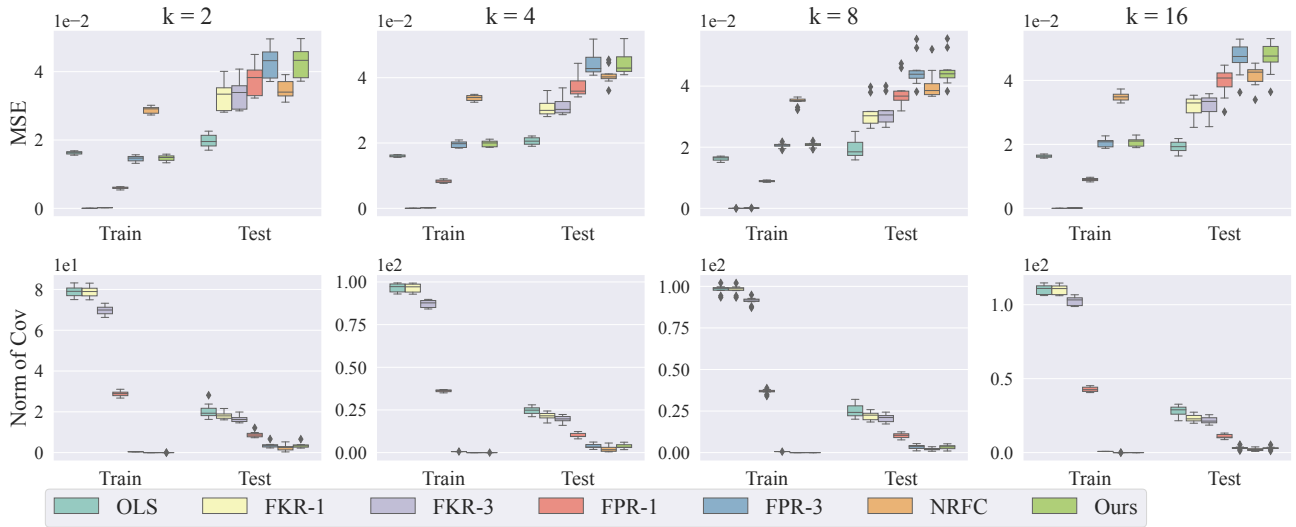 k = 2 k = 4 k = 8 k = 16
1e−2 1e−2 1e−2 1e−2
MSE
4 4 4 4
2 2 2 2
0 0 0 0
Train Test Train Test Train Test Train Test
1e1 1e2 1e2 1e2
Norm of Cov
8 1.00 1.00 1.0
6 0.75 0.75
4 0.50 0.50 0.5
2 0.25 0.25
0 0.00 0.00 0.0
Train Test Train Test Train Test Train Test
OLS FKR-1 FKR-3 FPR-1 FPR-3 NRFC Ours